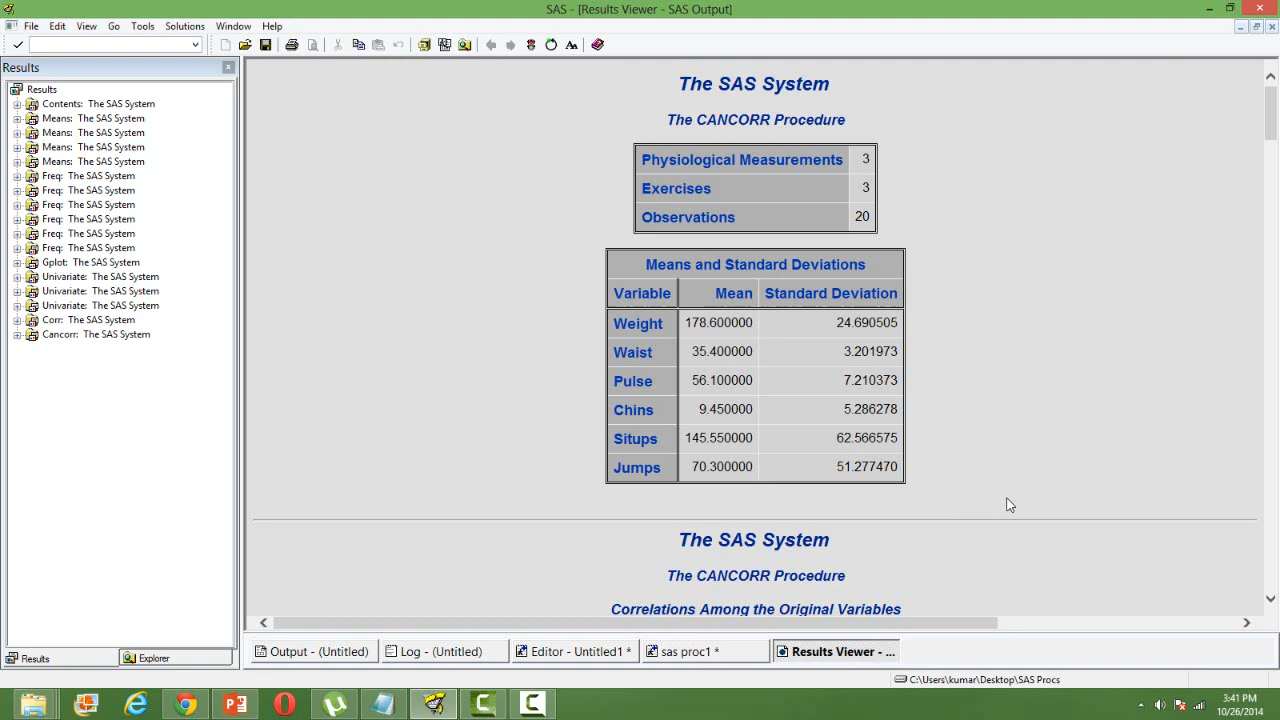 SAS - [Results Viewer - SAS Output]
File Edit View Go Tools Solutions Window Help
Results
Results
Contents: The SAS System
Means: The SAS System
Means: The SAS System
Means: The SAS System
Means: The SAS System
Freq: The SAS System
Freq: The SAS System
Freq: The SAS System
Freq: The SAS System
Freq: The SAS System
Freq: The SAS System
Gplot: The SAS System
Univariate: The SAS System
Univariate: The SAS System
Univariate: The SAS System
Corr: The SAS System
Cancorr: The SAS System
The SAS System
The CANCORR Procedure
Physiological Measurements 3
Exercises 3
Observations 20
Means and Standard Deviations
Variable Mean Standard Deviation
Weight 178.600000 24.690505
Waist 35.400000 3.201973
Pulse 56.100000 7.210373
Chins 9.450000 5.286278
Situps 145.550000 62.566575
Jumps 70.300000 51.277470
The SAS System
The CANCORR Procedure
Correlations Among the Original Variables
Results Explorer
Output - (Untitled) Log - (Untitled) Editor - Untitled1 * sas proc1 * Results Viewer - ...
C:\Users\kumar\Desktop\SAS Procs
3:41 PM
10/26/2014